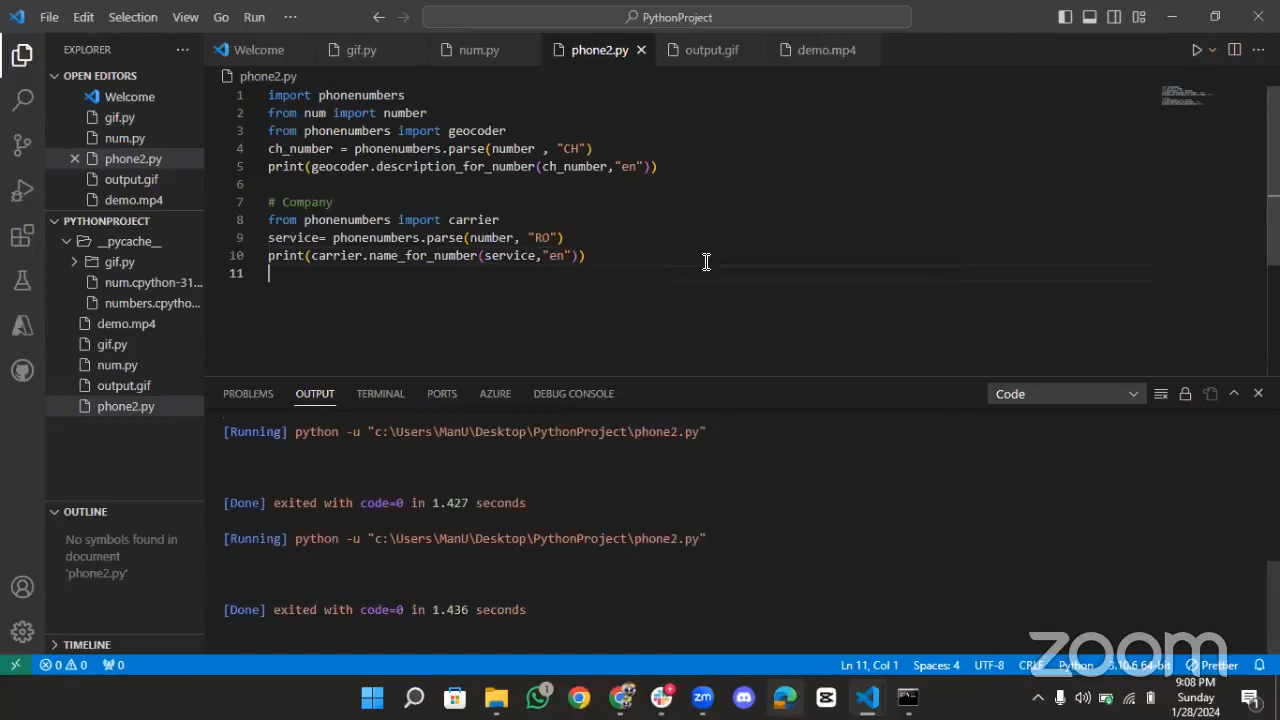 File Edit Selection View Go Run ··· PythonProject
EXPLORER ··· Welcome gif.py num.py phone2.py output.gif demo.mp4
OPEN EDITORS
Welcome
gif.py
num.py
phone2.py
output.gif
demo.mp4
PYTHONPROJECT
__pycache__
gif.py
num.cpython-31...
numbers.cpytho...
demo.mp4
gif.py
num.py
output.gif
phone2.py
OUTLINE
No symbols found in
document
'phone2.py'
TIMELINE
phone2.py
1 import phonenumbers
2 from num import number
3 from phonenumbers import geocoder
4 ch_number = phonenumbers.parse(number , "CH")
5 print(geocoder.description_for_number(ch_number,"en"))
6
7 # Company
8 from phonenumbers import carrier
9 service= phonenumbers.parse(number, "RO")
10 print(carrier.name_for_number(service,"en"))
11
PROBLEMS OUTPUT TERMINAL PORTS AZURE DEBUG CONSOLE Code
[Running] python -u "c:\Users\ManU\Desktop\PythonProject\phone2.py"
[Done] exited with code=0 in 1.427 seconds
[Running] python -u "c:\Users\ManU\Desktop\PythonProject\phone2.py"
[Done] exited with code=0 in 1.436 seconds
zoom
0 0 0 Ln 11, Col 1 Spaces: 4 UTF-8 CRLF Python 3.10.6 64-bit Prettier
1 zm 9:08 PM
Sunday
1/28/2024 1